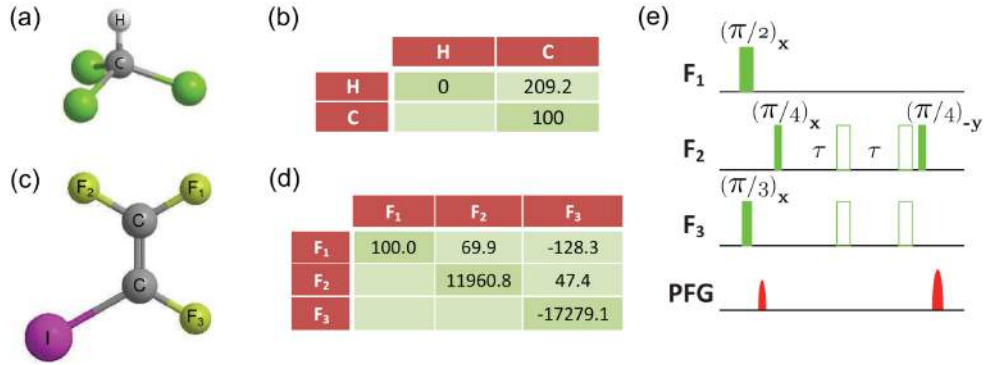 (a)
H
C
(b)
H C
H 0 209.2
C 100
(c)
F₂ F₁
C
C
I F₃
(d)
F₁ F₂ F₃
F₁ 100.0 69.9 -128.3
F₂ 11960.8 47.4
F₃ -17279.1
(e)
(π/2)ₓ
F₁
(π/4)ₓ (π/4)-y
F₂ τ τ
(π/3)ₓ
F₃
PFG